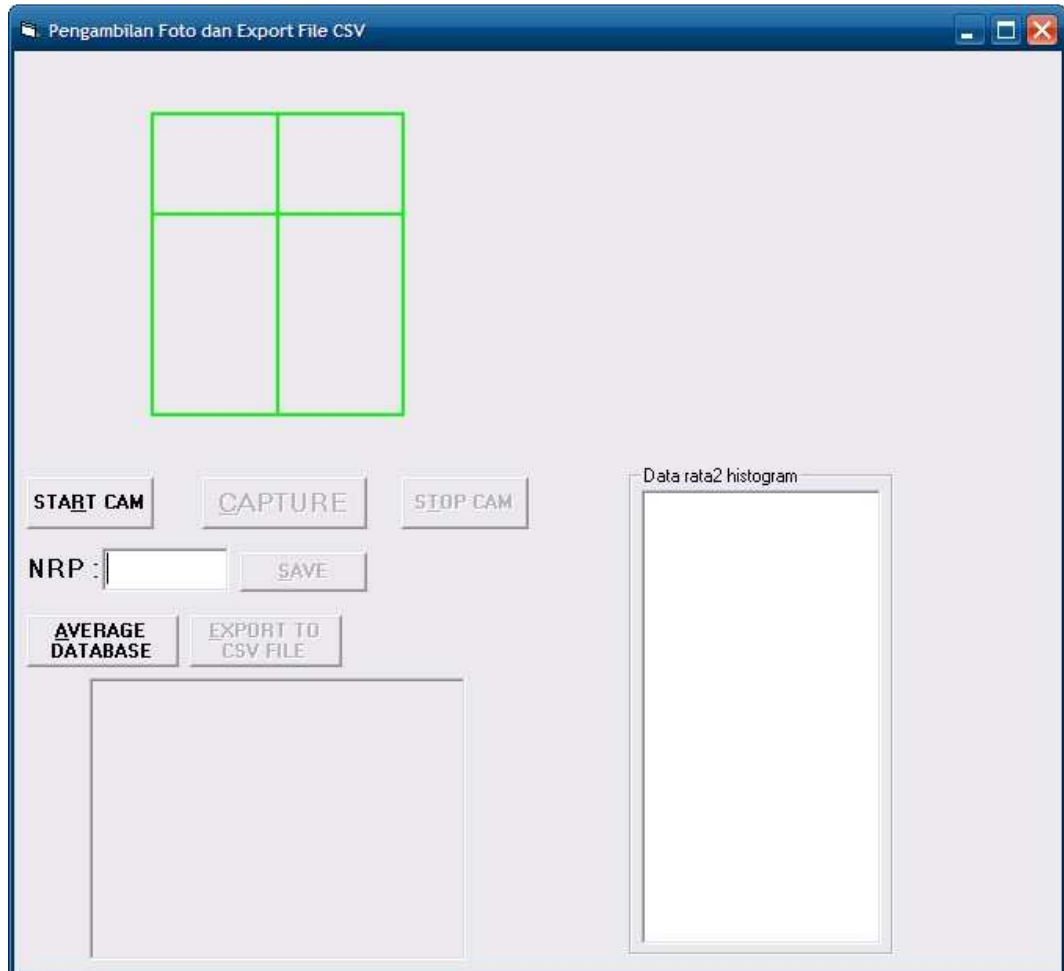 Pengambilan Foto dan Export File CSV
START CAM
CAPTURE
STOP CAM
Data rata2 histogram
NRP :
SAVE
AVERAGE
DATABASE
EXPORT TO
CSV FILE